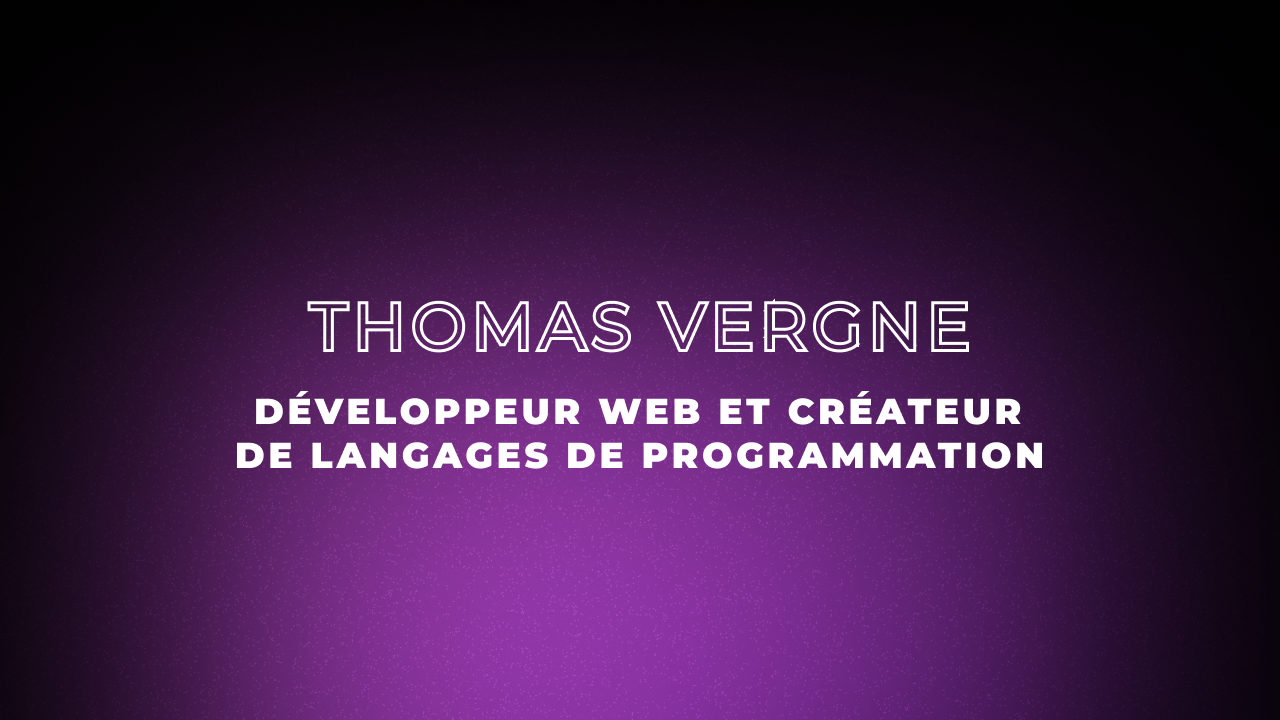 THOMAS VERGNE
DÉVELOPPEUR WEB ET CRÉATEUR
DE LANGAGES DE PROGRAMMATION